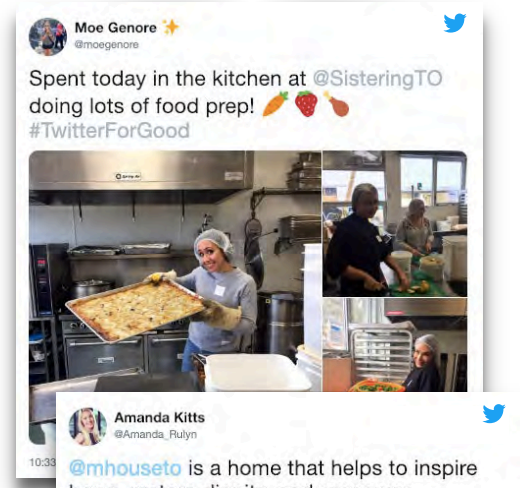 Moe Genore ✨
@moegenore
Spent today in the kitchen at @SisteringTO
doing lots of food prep! 🥕🍓🍗
#TwitterForGood
Amanda Kitts
@Amanda_Rulyn
10:33
@mhouseto is a home that helps to inspire